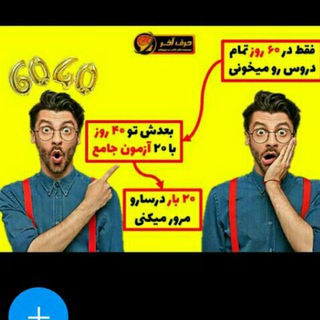 حرف آخر
فقط در ۶۰ روز تمام
دروس رو میخونی
6040
بعدش تو ۴۰ روز
با ۲۰ آزمون جامع
۲۰ بار درسارو
مرور میکنی